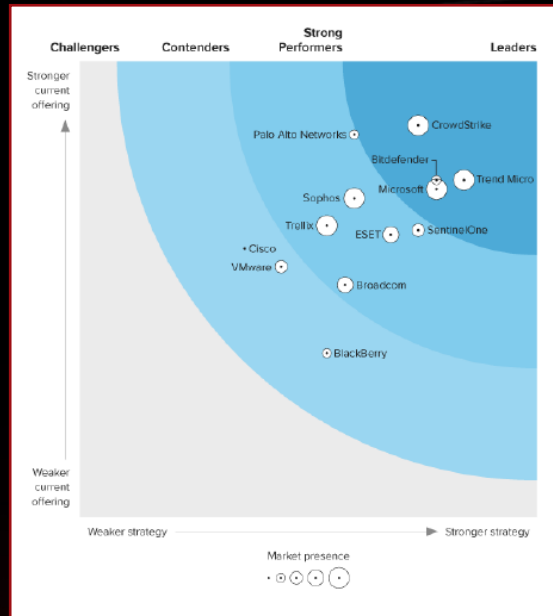 Challengers
Contenders
Strong
Performers
Leaders
Stronger
current
offering
CrowdStrike
Palo Alto Networks
Bitdefender
Trend Micro
Microsoft
Sophos
Trellix
ESET
SentinelOne
Cisco
VMware
Broadcom
BlackBerry
Weaker
current
offering
Weaker strategy
Stronger strategy
Market presence